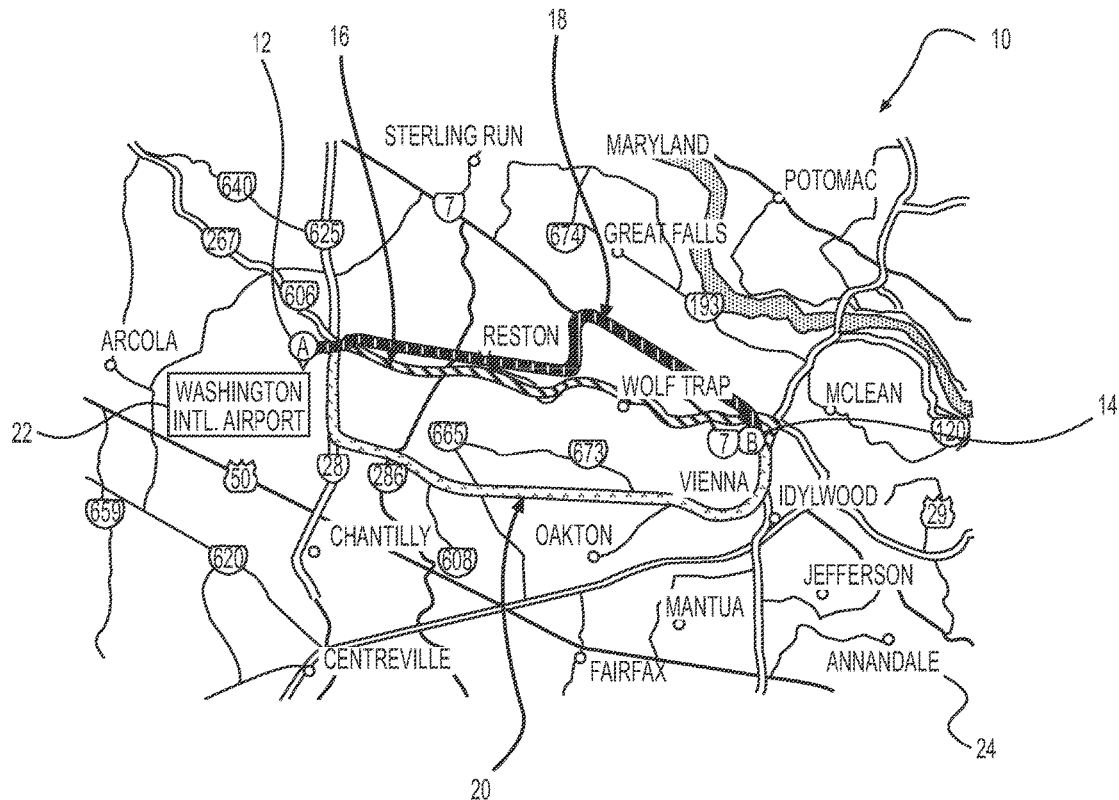 18
12
16
10
STERLING RUN
MARYLAND
POTOMAC
640
7
267
625
674
GREAT FALLS
606
193
ARCOLA
A
RESTON
WASHINGTON
INTL. AIRPORT
WOLF TRAP
MCLEAN
14
22
7
B
120
665
673
50
28
286
VIENNA
IDYLWOOD
659
29
CHANTILLY
OAKTON
620
608
JEFFERSON
MANTUA
CENTREVILLE
FAIRFAX
ANNANDALE
24
20